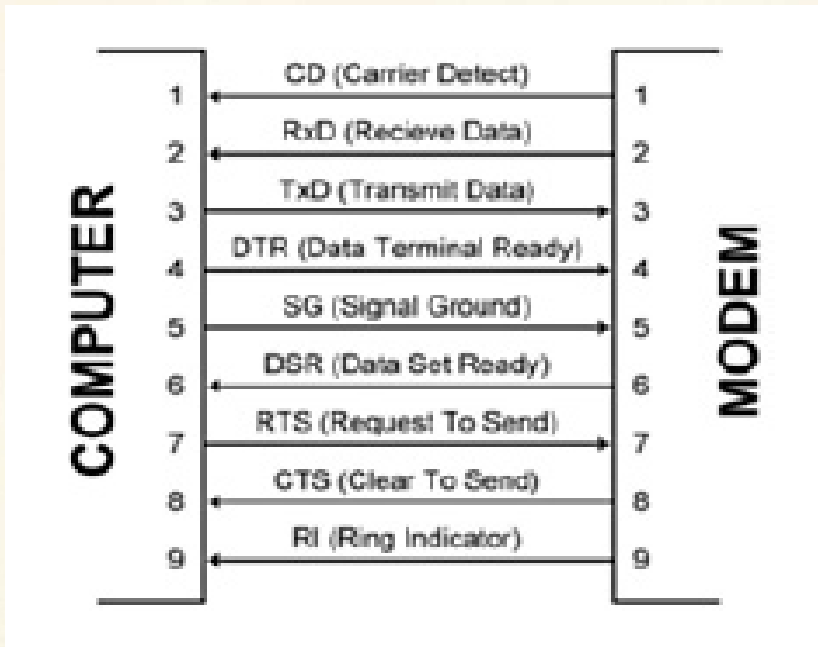 CD (Carrier Detect)
1 1
RxD (Recieve Data)
2 2
TxD (Transmit Data)
3 3
DTR (Data Terminal Ready)
4 4
SG (Signal Ground)
5 5
DSR (Data Set Ready)
6 6
RTS (Request To Send)
7 7
CTS (Clear To Send)
8 8
RI (Ring Indicator)
9 9
COMPUTER
MODEM